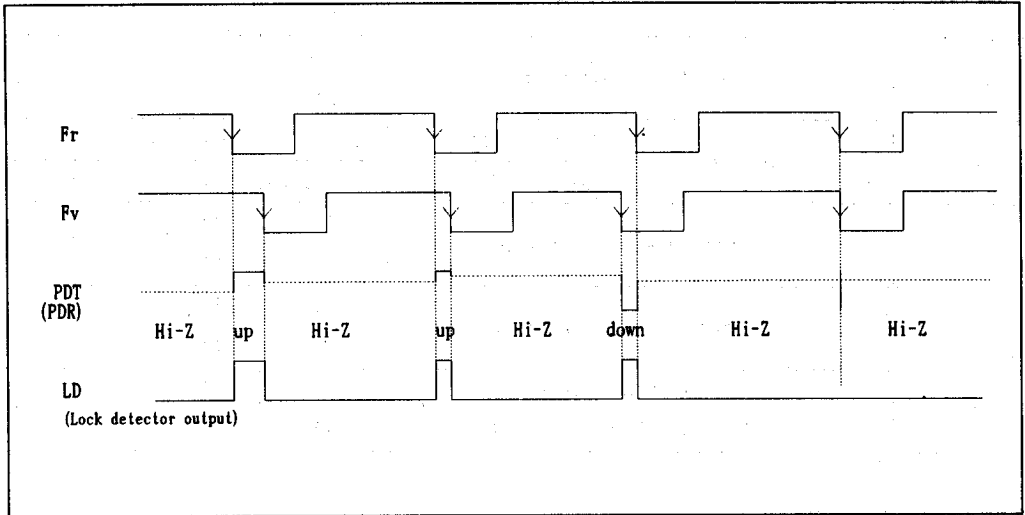 Fr
Fv
PDT
(PDR)
Hi-Z up Hi-Z up Hi-Z down Hi-Z Hi-Z
LD
(Lock detector output)